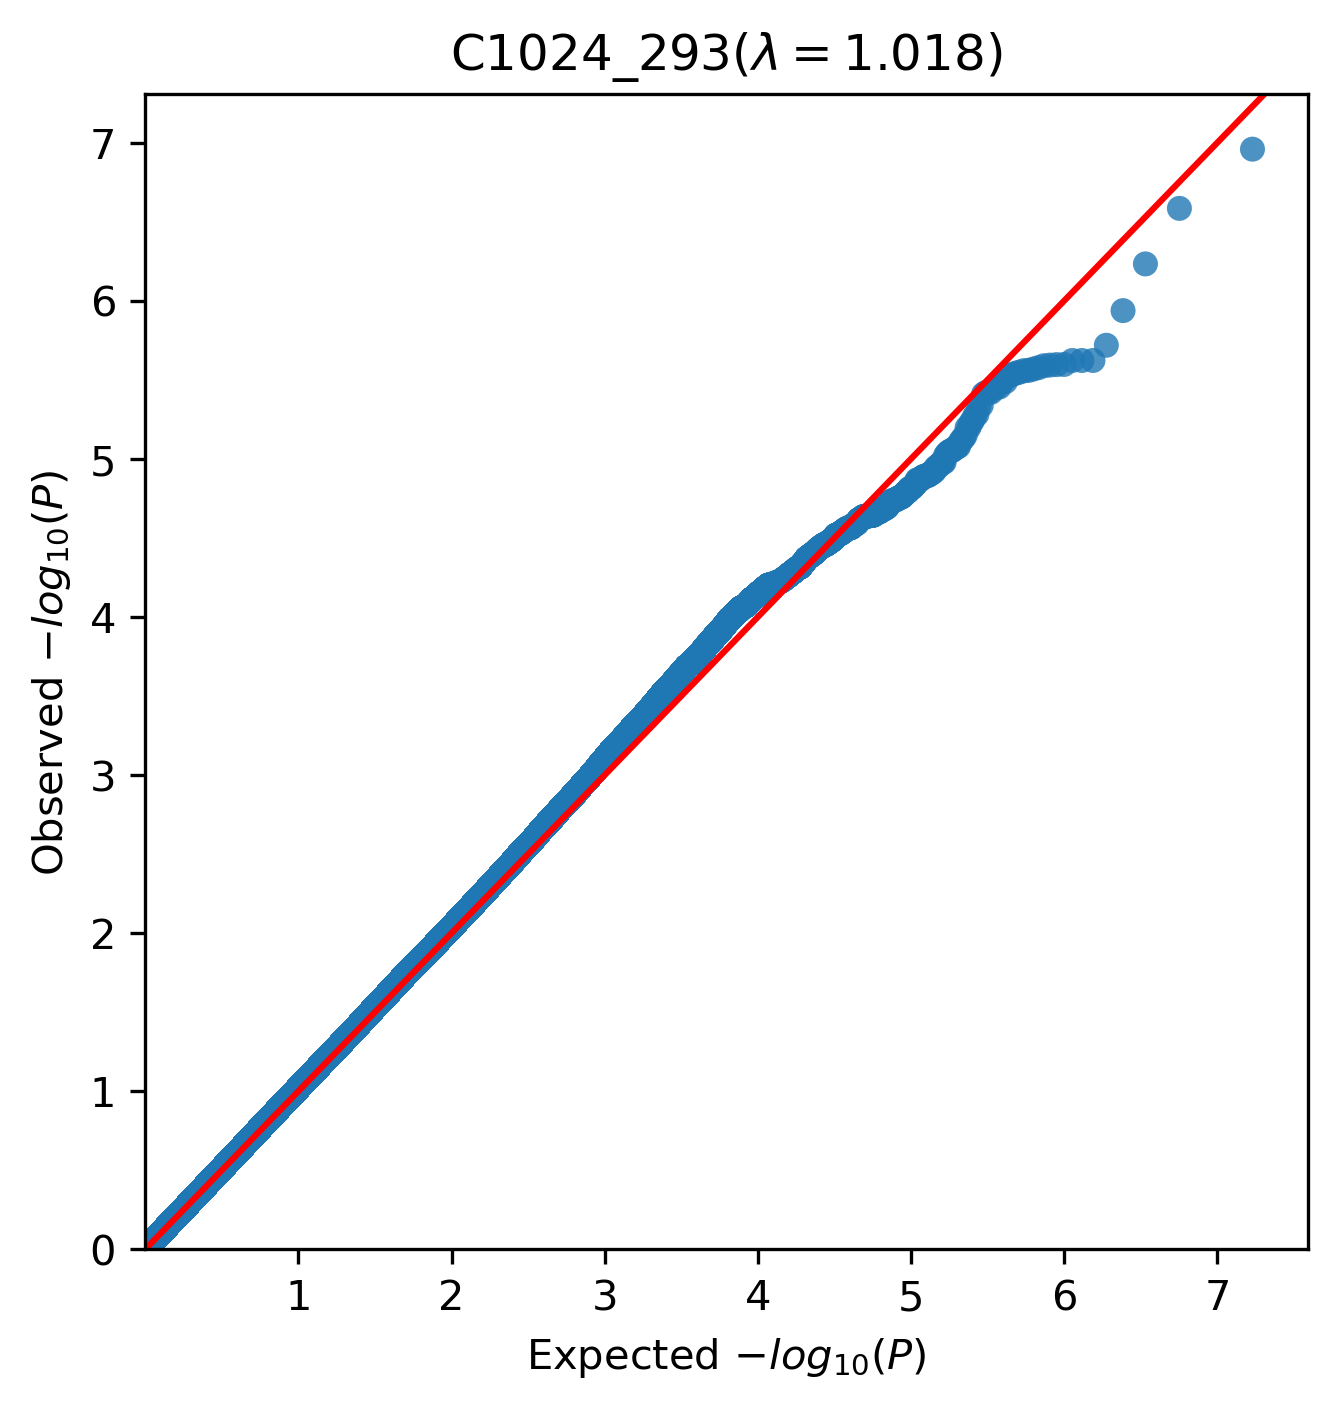 C1024_293(λ = 1.018)
7
6
5
4
3
2
1
0
Observed −log₁₀(P)
1 2 3 4 5 6 7
Expected −log₁₀(P)